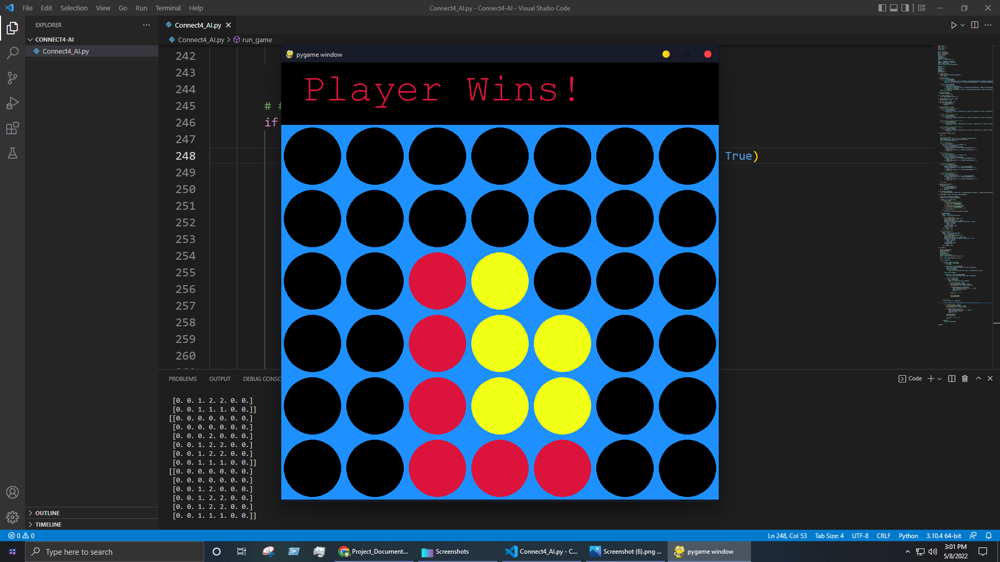 File Edit Selection View Go Run Terminal Help
Connect4_AI.py - Connect4-AI - Visual Studio Code
EXPLORER
CONNECT4-AI
Connect4_AI.py
Connect4_AI.py
Connect4_AI.py > run_game
pygame window
Player Wins!
242
243
244
245 # #
246 if
247
248 True)
249
250
251
252
253
254
255
256
257
258
259
260
PROBLEMS OUTPUT DEBUG CONSO
Code
[0. 0. 1. 2. 2. 0. 0.]
[0. 0. 1. 1. 1. 0. 0.]]
[[0. 0. 0. 0. 0. 0. 0.]
[0. 0. 0. 0. 0. 0. 0.]
[0. 0. 0. 2. 0. 0. 0.]
[0. 0. 1. 2. 2. 0. 0.]
[0. 0. 1. 2. 2. 0. 0.]
[0. 0. 1. 1. 1. 0. 0.]]
[[0. 0. 0. 0. 0. 0. 0.]
[0. 0. 0. 0. 0. 0. 0.]
[0. 0. 1. 2. 0. 0. 0.]
[0. 0. 1. 2. 2. 0. 0.]
[0. 0. 1. 2. 2. 0. 0.]
[0. 0. 1. 1. 1. 0. 0.]]
OUTLINE
TIMELINE
0 0
Ln 248, Col 53 Tab Size: 4 UTF-8 CRLF Python 3.10.4 64-bit
Type here to search
Project_Document...
Screenshots
Connect4_AI.py - C...
Screenshot (6).png ...
pygame window
3:01 PM
5/8/2022